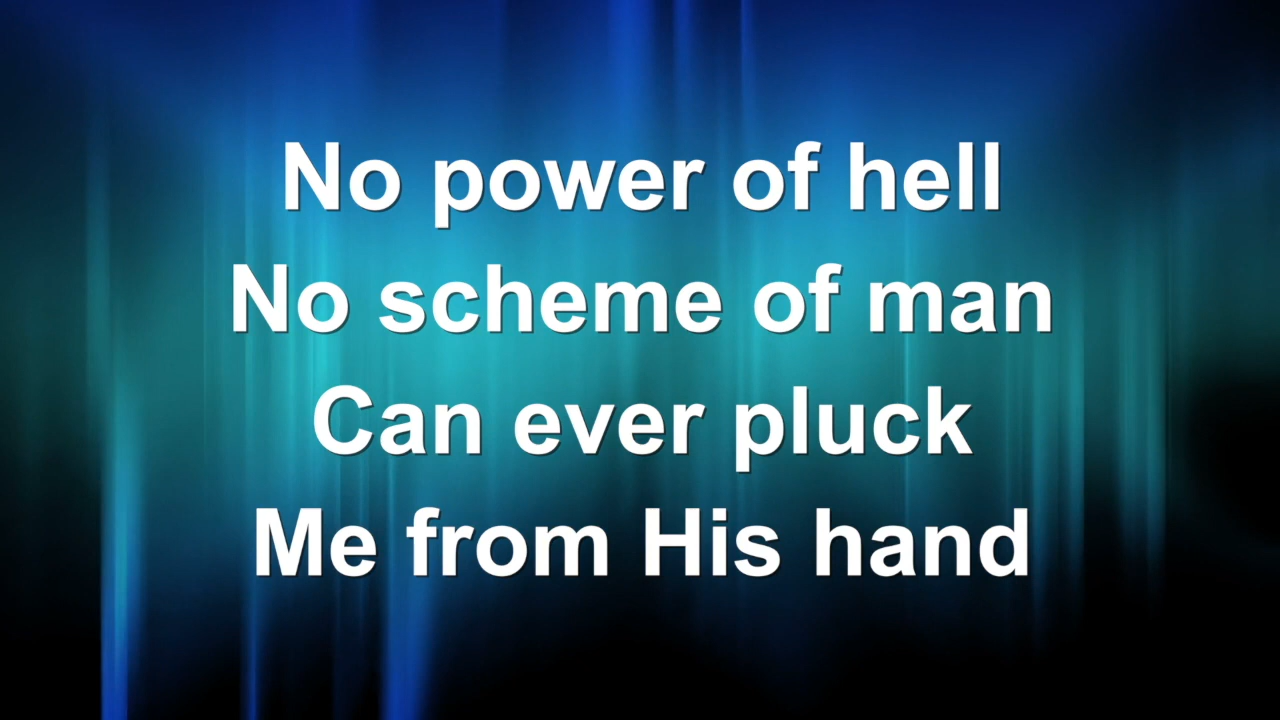 No power of hell
No scheme of man
Can ever pluck
Me from His hand